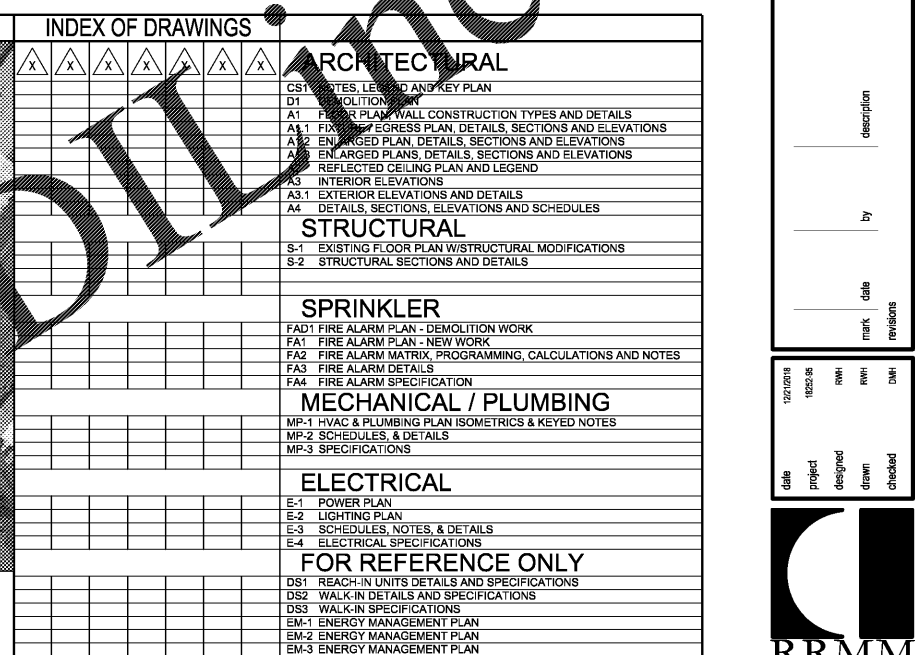 INDEX OF DRAWINGS
X X X X X X X
ARCHITECTURAL
CS1 NOTES, LEGEND AND KEY PLAN
D1 DEMOLITION PLAN
A1 FLOOR PLAN, WALL CONSTRUCTION TYPES AND DETAILS
A1.1 FIXTURE / EGRESS PLAN, DETAILS, SECTIONS AND ELEVATIONS
A1.2 ENLARGED PLAN, DETAILS, SECTIONS AND ELEVATIONS
ENLARGED PLANS, DETAILS, SECTIONS AND ELEVATIONS
REFLECTED CEILING PLAN AND LEGEND
A3 INTERIOR ELEVATIONS
A3.1 EXTERIOR ELEVATIONS AND DETAILS
A4 DETAILS, SECTIONS, ELEVATIONS AND SCHEDULES
STRUCTURAL
S-1 EXISTING FLOOR PLAN W/STRUCTURAL MODIFICATIONS
S-2 STRUCTURAL SECTIONS AND DETAILS
SPRINKLER
FAD1 FIRE ALARM PLAN - DEMOLITION WORK
FA1 FIRE ALARM PLAN - NEW WORK
FA2 FIRE ALARM MATRIX, PROGRAMMING, CALCULATIONS AND NOTES
FA3 FIRE ALARM DETAILS
FA4 FIRE ALARM SPECIFICATION
MECHANICAL / PLUMBING
MP-1 HVAC & PLUMBING PLAN ISOMETRICS & KEYED NOTES
MP-2 SCHEDULES, & DETAILS
MP-3 SPECIFICATIONS
ELECTRICAL
E-1 POWER PLAN
E-2 LIGHTING PLAN
E-3 SCHEDULES, NOTES, & DETAILS
E-4 ELECTRICAL SPECIFICATIONS
FOR REFERENCE ONLY
DS1 REACH-IN UNITS DETAILS AND SPECIFICATIONS
DS2 WALK-IN DETAILS AND SPECIFICATIONS
DS3 WALK-IN SPECIFICATIONS
EM-1 ENERGY MANAGEMENT PLAN
EM-2 ENERGY MANAGEMENT PLAN
EM-3 ENERGY MANAGEMENT PLAN
DILinc
mark date by description
revisions
date 12/21/2018
project 18252-95
designed RWH
drawn RWH
checked DMH
RRMM